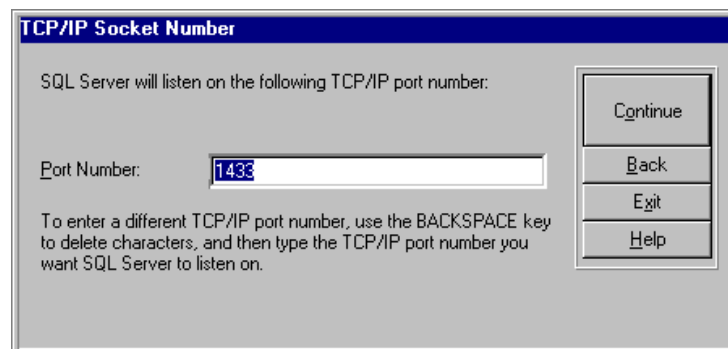 TCP/IP Socket Number
SQL Server will listen on the following TCP/IP port number:
Continue
Port Number:
1433
Back
Exit
Help
To enter a different TCP/IP port number, use the BACKSPACE key
to delete characters, and then type the TCP/IP port number you
want SQL Server to listen on.